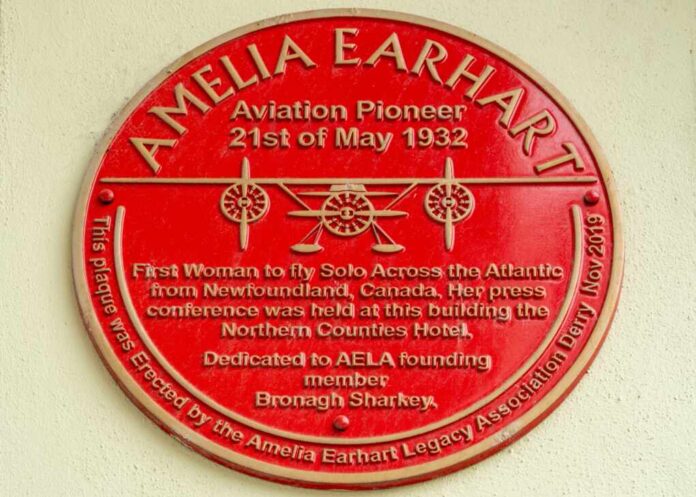 AMELIA EARHART
Aviation Pioneer
21st of May 1932
First Woman to fly Solo Across the Atlantic
from Newfoundland, Canada. Her press
conference was held at this building the
Northern Counties Hotel.
Dedicated to AELA founding
member
Bronagh Sharkey.
This plaque was Erected by the Amelia Earhart Legacy Association Derry Nov 2019